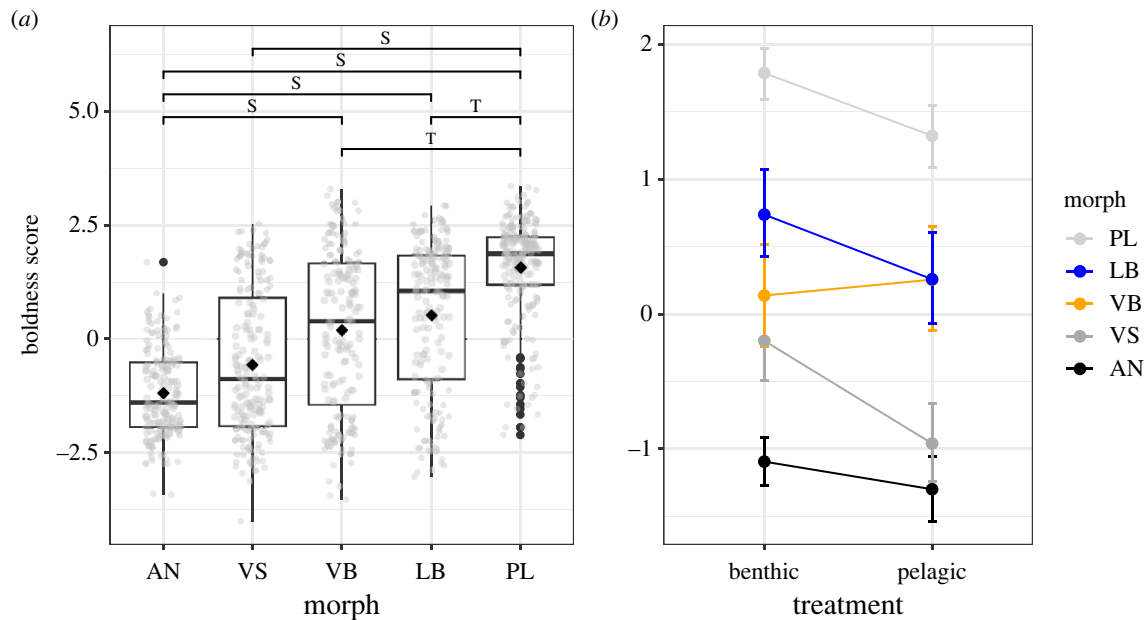 (a)
S
S
S
S
T
T
5.0
2.5
0
−2.5
boldness score
AN VS VB LB PL
morph
(b)
2
1
0
−1
benthic pelagic
treatment
morph
PL
LB
VB
VS
AN